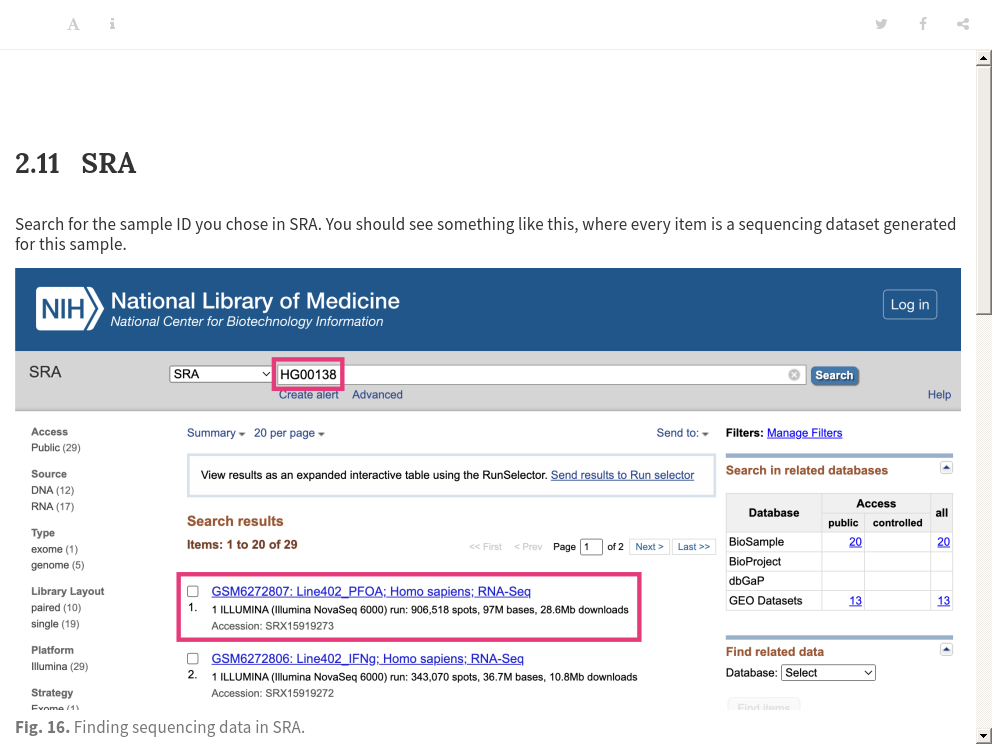 A i
2.11 SRA
Search for the sample ID you chose in SRA. You should see something like this, where every item is a sequencing dataset generated
for this sample.
NIH National Library of Medicine
National Center for Biotechnology Information
Log in
SRA
SRA HG00138 Search
Create alert Advanced
Help
Access
Public (29)
Source
DNA (12)
RNA (17)
Type
exome (1)
genome (5)
Library Layout
paired (10)
single (19)
Platform
Illumina (29)
Strategy
Exome (1)
Summary 20 per page Send to:
View results as an expanded interactive table using the RunSelector. Send results to Run selector
Search results
Items: 1 to 20 of 29
<< First < Prev Page 1 of 2 Next > Last >>
GSM6272807: Line402_PFOA; Homo sapiens; RNA-Seq
1. 1 ILLUMINA (Illumina NovaSeq 6000) run: 906,518 spots, 97M bases, 28.6Mb downloads
Accession: SRX15919273
GSM6272806: Line402_IFNg; Homo sapiens; RNA-Seq
2. 1 ILLUMINA (Illumina NovaSeq 6000) run: 343,070 spots, 36.7M bases, 10.8Mb downloads
Accession: SRX15919272
Filters: Manage Filters
Search in related databases
Database Access all
public controlled
BioSample 20 20
BioProject
dbGaP
GEO Datasets 13 13
Find related data
Database: Select
Find items
Fig. 16. Finding sequencing data in SRA.